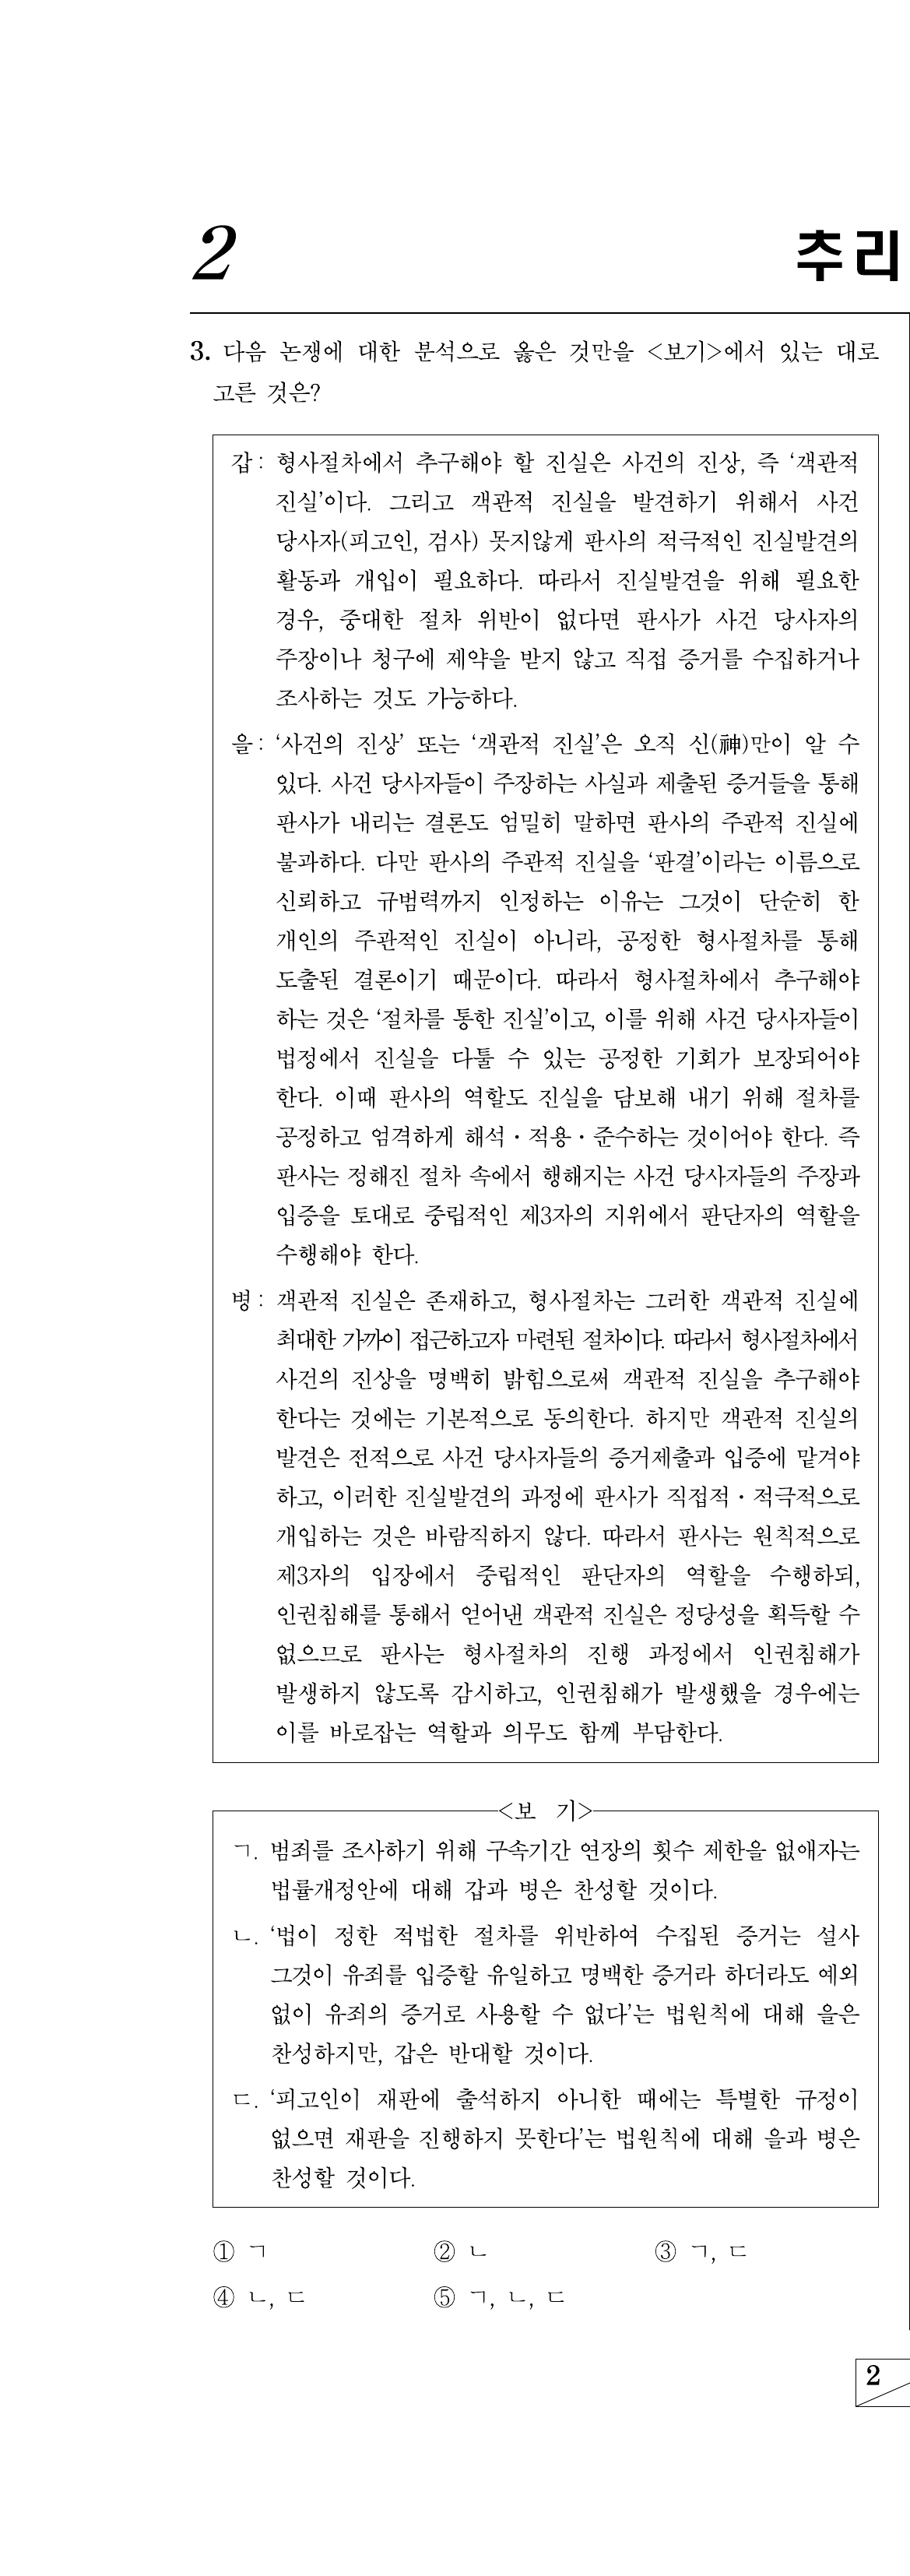 2
추리
3. 다음 논쟁에 대한 분석으로 옳은 것만을 <보기>에서 있는 대로
고른 것은?
갑 : 형사절차에서 추구해야 할 진실은 사건의 진상, 즉 ‘객관적
진실’이다. 그리고 객관적 진실을 발견하기 위해서 사건
당사자(피고인, 검사) 못지않게 판사의 적극적인 진실발견의
활동과 개입이 필요하다. 따라서 진실발견을 위해 필요한
경우, 중대한 절차 위반이 없다면 판사가 사건 당사자의
주장이나 청구에 제약을 받지 않고 직접 증거를 수집하거나
조사하는 것도 가능하다.
을 : ‘사건의 진상’ 또는 ‘객관적 진실’은 오직 신(神)만이 알 수
있다. 사건 당사자들이 주장하는 사실과 제출된 증거들을 통해
판사가 내리는 결론도 엄밀히 말하면 판사의 주관적 진실에
불과하다. 다만 판사의 주관적 진실을 ‘판결’이라는 이름으로
신뢰하고 규범력까지 인정하는 이유는 그것이 단순히 한
개인의 주관적인 진실이 아니라, 공정한 형사절차를 통해
도출된 결론이기 때문이다. 따라서 형사절차에서 추구해야
하는 것은 ‘절차를 통한 진실’이고, 이를 위해 사건 당사자들이
법정에서 진실을 다툴 수 있는 공정한 기회가 보장되어야
한다. 이때 판사의 역할도 진실을 담보해 내기 위해 절차를
공정하고 엄격하게 해석・적용・준수하는 것이어야 한다. 즉
판사는 정해진 절차 속에서 행해지는 사건 당사자들의 주장과
입증을 토대로 중립적인 제3자의 지위에서 판단자의 역할을
수행해야 한다.
병 : 객관적 진실은 존재하고, 형사절차는 그러한 객관적 진실에
최대한 가까이 접근하고자 마련된 절차이다. 따라서 형사절차에서
사건의 진상을 명백히 밝힘으로써 객관적 진실을 추구해야
한다는 것에는 기본적으로 동의한다. 하지만 객관적 진실의
발견은 전적으로 사건 당사자들의 증거제출과 입증에 맡겨야
하고, 이러한 진실발견의 과정에 판사가 직접적・적극적으로
개입하는 것은 바람직하지 않다. 따라서 판사는 원칙적으로
제3자의 입장에서 중립적인 판단자의 역할을 수행하되,
인권침해를 통해서 얻어낸 객관적 진실은 정당성을 획득할 수
없으므로 판사는 형사절차의 진행 과정에서 인권침해가
발생하지 않도록 감시하고, 인권침해가 발생했을 경우에는
이를 바로잡는 역할과 의무도 함께 부담한다.
<보 기>
ㄱ. 범죄를 조사하기 위해 구속기간 연장의 횟수 제한을 없애자는
법률개정안에 대해 갑과 병은 찬성할 것이다.
ㄴ. ‘법이 정한 적법한 절차를 위반하여 수집된 증거는 설사
그것이 유죄를 입증할 유일하고 명백한 증거라 하더라도 예외
없이 유죄의 증거로 사용할 수 없다’는 법원칙에 대해 을은
찬성하지만, 갑은 반대할 것이다.
ㄷ. ‘피고인이 재판에 출석하지 아니한 때에는 특별한 규정이
없으면 재판을 진행하지 못한다’는 법원칙에 대해 을과 병은
찬성할 것이다.
① ㄱ ② ㄴ ③ ㄱ, ㄷ
④ ㄴ, ㄷ ⑤ ㄱ, ㄴ, ㄷ
2